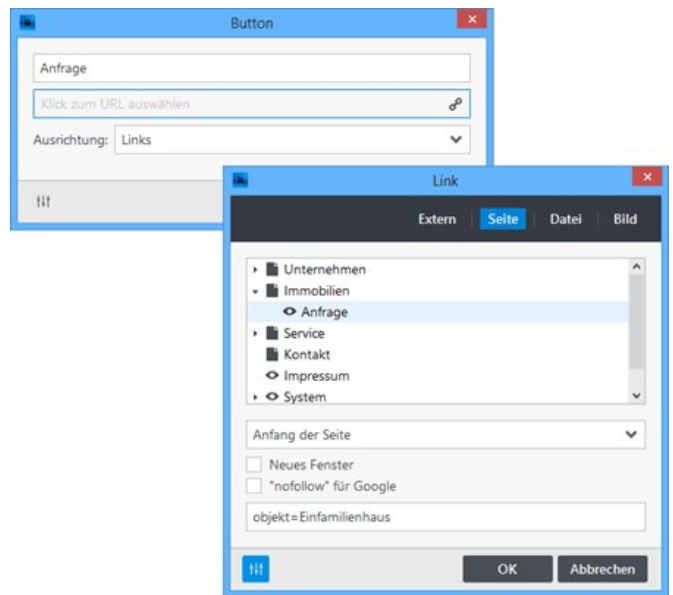 Button
Anfrage
Klick zum URL auswählen
Ausrichtung: Links
Link
Extern Seite Datei Bild
Unternehmen
Immobilien
Anfrage
Service
Kontakt
Impressum
System
Anfang der Seite
Neues Fenster
"nofollow" für Google
objekt=Einfamilienhaus
OK Abbrechen